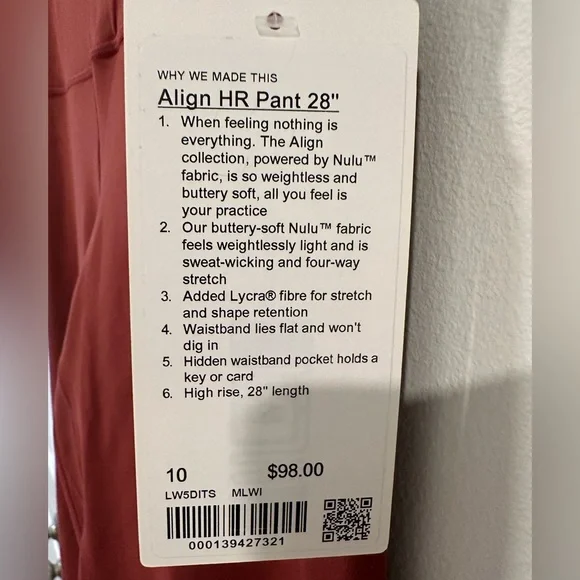 WHY WE MADE THIS
Align HR Pant 28"
1. When feeling nothing is
everything. The Align
collection, powered by Nulu™
fabric, is so weightless and
buttery soft, all you feel is
your practice
2. Our buttery-soft Nulu™ fabric
feels weightlessly light and is
sweat-wicking and four-way
stretch
3. Added Lycra® fibre for stretch
and shape retention
4. Waistband lies flat and won't
dig in
5. Hidden waistband pocket holds a
key or card
6. High rise, 28" length
10 $98.00
LW5DITS MLWI
000139427321